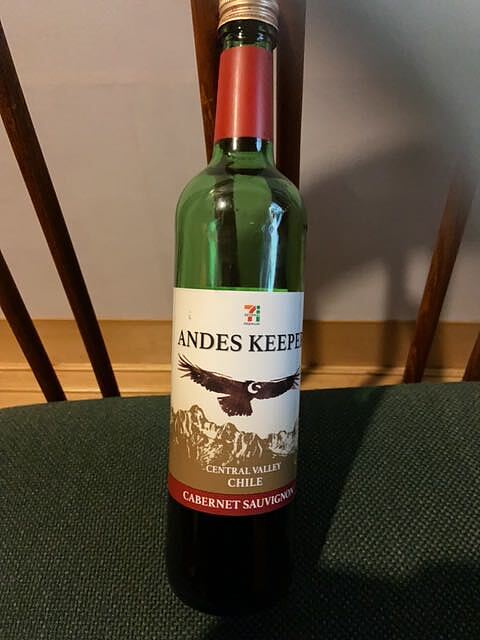 ANDES KEEPE
CENTRAL VALLEY
CHILE
CABERNET SAUVIGNON